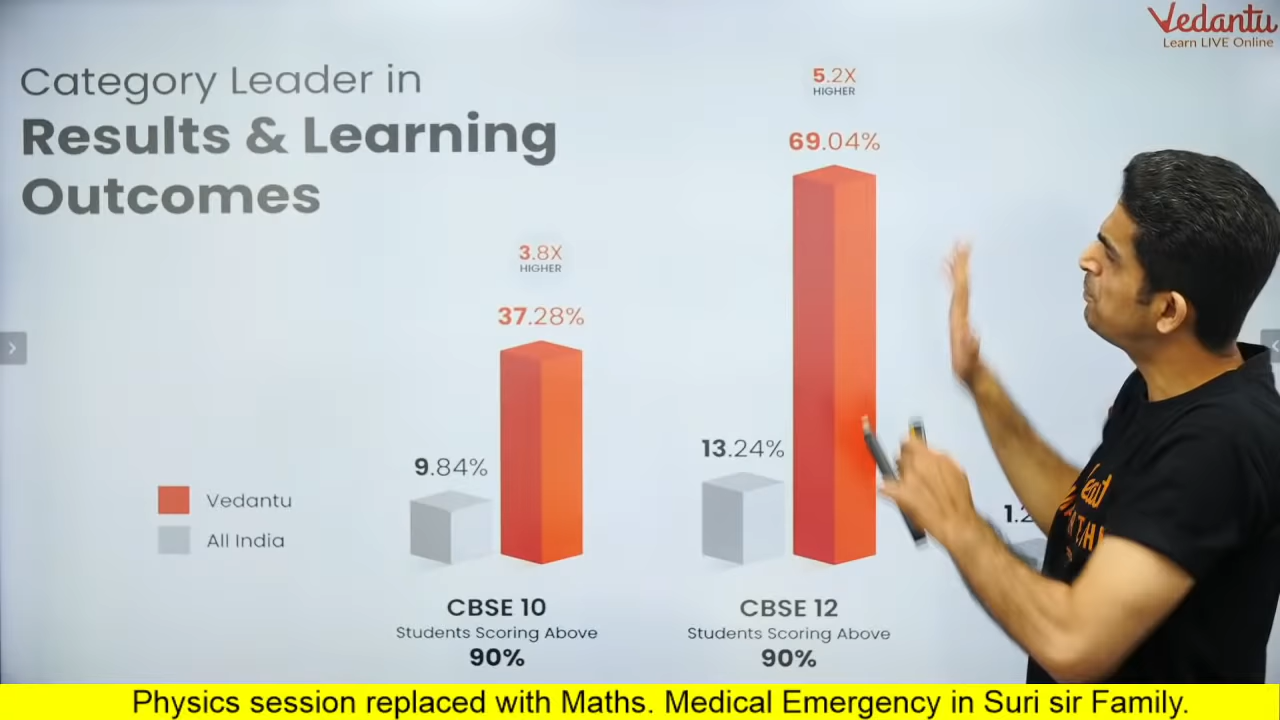 Vedantu
Learn LIVE Online
Category Leader in
Results & Learning
Outcomes
5.2X
HIGHER
69.04%
3.8X
HIGHER
37.28%
13.24%
9.84%
Vedantu
All India
CBSE 10
Students Scoring Above
90%
CBSE 12
Students Scoring Above
90%
Physics session replaced with Maths. Medical Emergency in Suri sir Family.